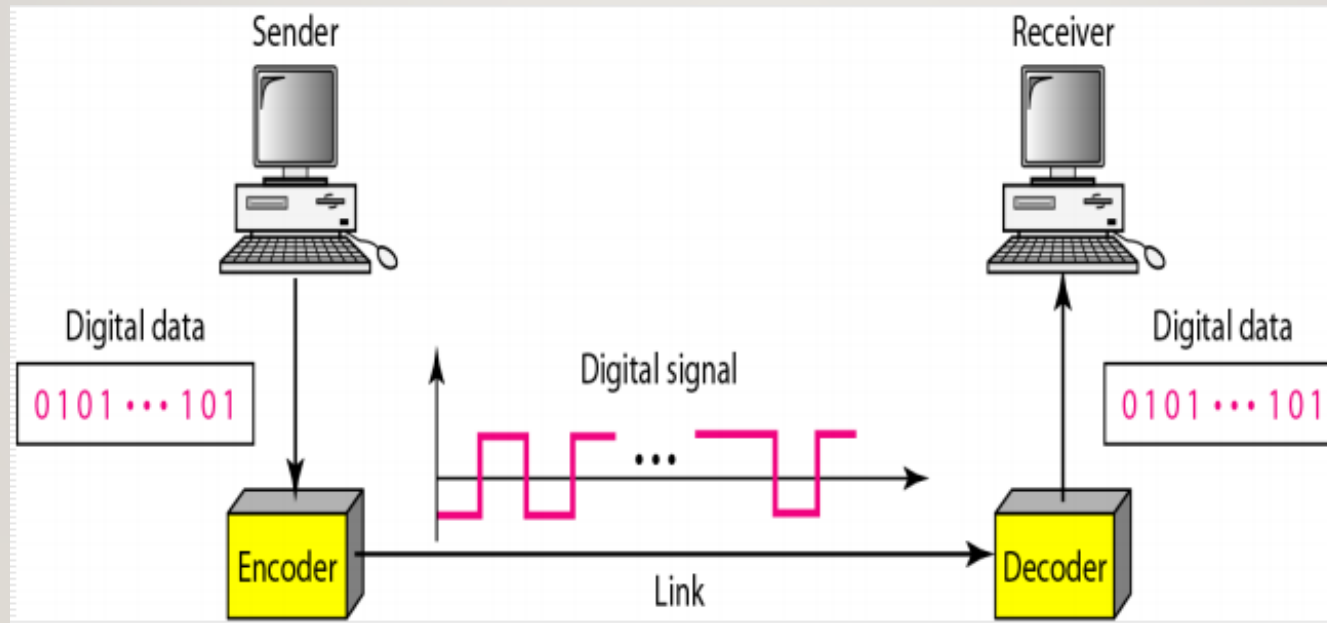 Sender
Receiver
Digital data
0101 ••• 101
Digital signal
•••
Digital data
0101 ••• 101
Encoder
Link
Decoder